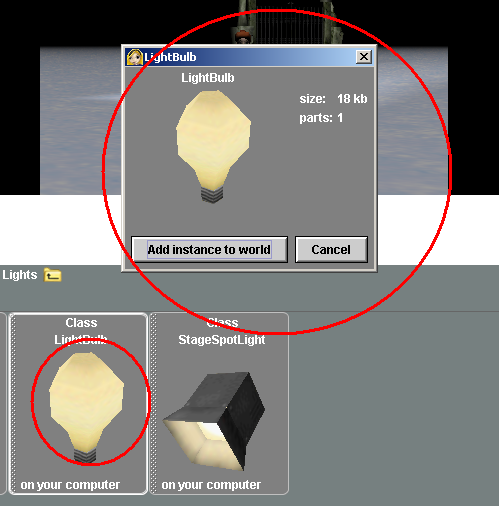 LightBulb
LightBulb
size: 18 kb
parts: 1
Add instance to world
Cancel
Lights
Class
LightBulb
on your computer
Class
StageSpotLight
on your computer